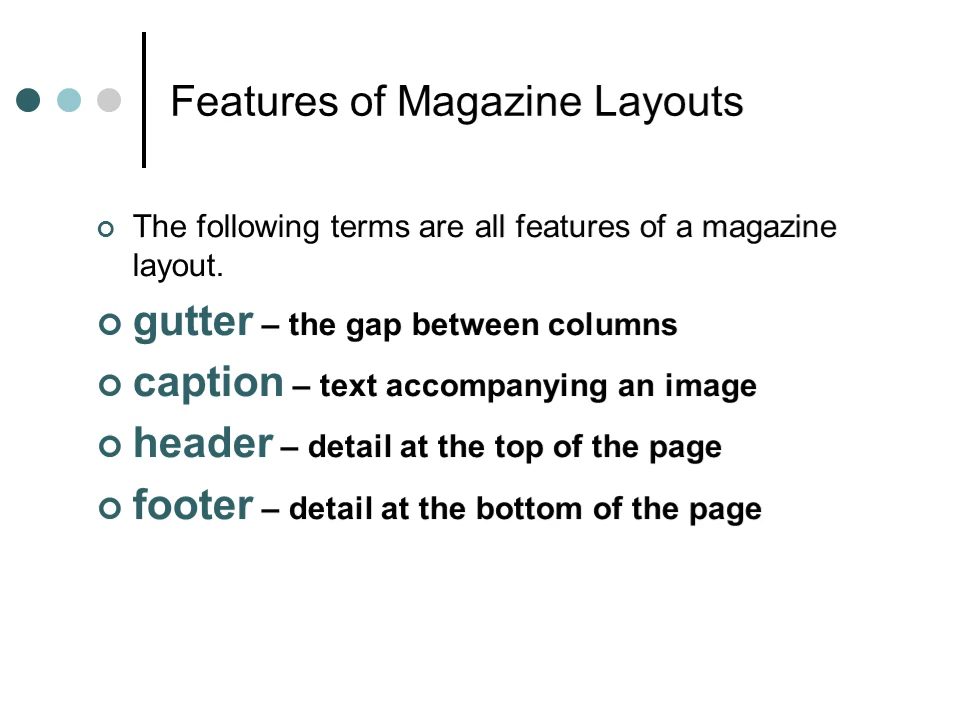 Features of Magazine Layouts
The following terms are all features of a magazine
layout.
gutter – the gap between columns
caption – text accompanying an image
header – detail at the top of the page
footer – detail at the bottom of the page